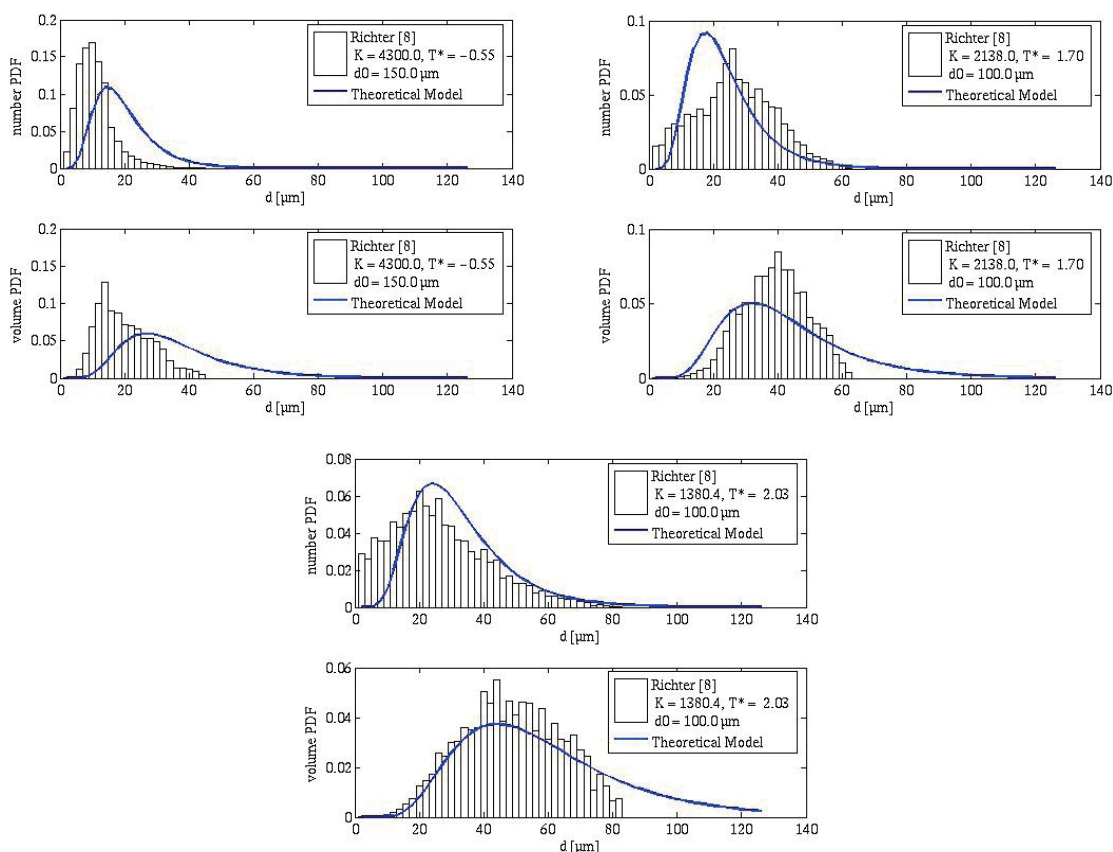 0.2
0.15
0.1
0.05
0
number PDF
Richter [8]
K = 4300.0, T* = −0.55
d0 = 150.0 µm
Theoretical Model
0 20 40 60 80 100 120 140
d [µm]
0.1
0.05
0
number PDF
Richter [8]
K = 2138.0, T* = 1.70
d0 = 100.0 µm
Theoretical Model
0 20 40 60 80 100 120 140
d [µm]
0.2
0.15
0.1
0.05
0
volume PDF
Richter [8]
K = 4300.0, T* = −0.55
d0 = 150.0 µm
Theoretical Model
0 20 40 60 80 100 120 140
d [µm]
0.1
0.05
0
volume PDF
Richter [8]
K = 2138.0, T* = 1.70
d0 = 100.0 µm
Theoretical Model
0 20 40 60 80 100 120 140
d [µm]
0.08
0.06
0.04
0.02
0
number PDF
Richter [8]
K = 1380.4, T* = 2.03
d0 = 100.0 µm
Theoretical Model
0 20 40 60 80 100 120 140
d [µm]
0.06
0.04
0.02
0
volume PDF
Richter [8]
K = 1380.4, T* = 2.03
d0 = 100.0 µm
Theoretical Model
0 20 40 60 80 100 120 140
d [µm]